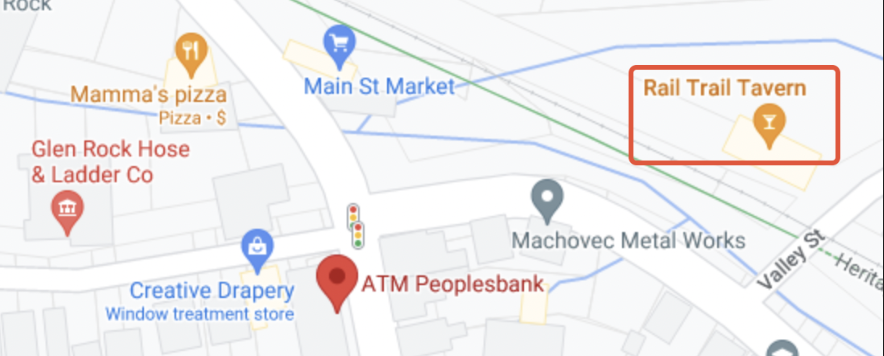 Rock
Mamma's pizza
Pizza • $
Main St Market
Rail Trail Tavern
Glen Rock Hose
& Ladder Co
Machovec Metal Works
Creative Drapery
Window treatment store
ATM Peoplesbank
Valley St
Herita